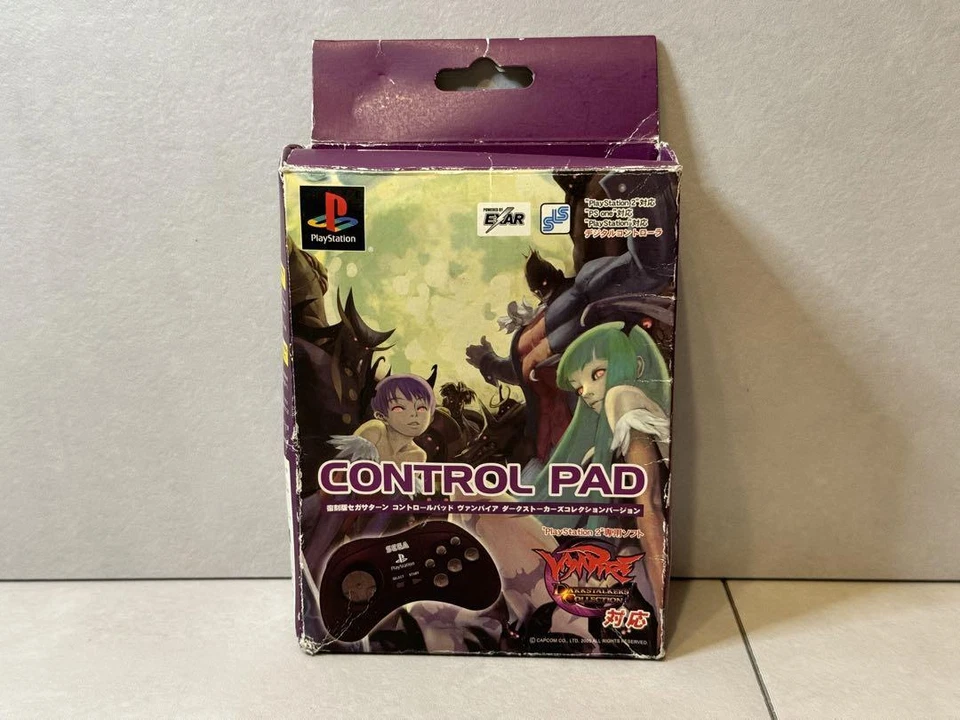 PlayStation
POWERED BY
EXAR
SLS
"PlayStation 2"対応
"PS one"対応
"PlayStation"対応
デジタルコントローラ
CONTROL PAD
復刻版セガサターン コントロールパッド ヴァンパイア ダークストーカーズコレクションバージョン
"PlayStation 2"専用ソフト
SEGA
PlayStation
SELECT START
VAMPIRE
DARKSTALKERS
COLLECTION
対応
© CAPCOM CO., LTD. 2005 ALL RIGHTS RESERVED.